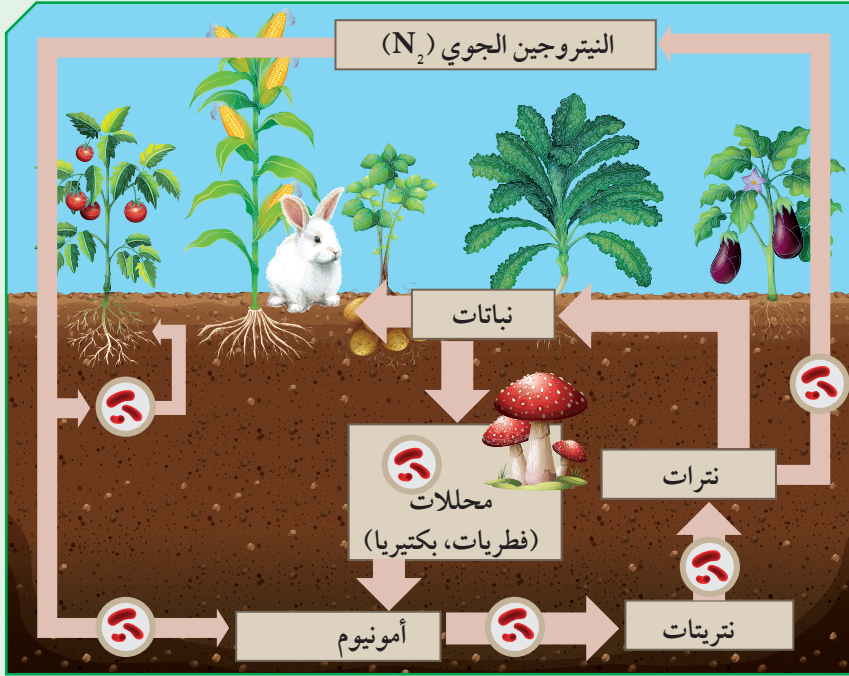 النيتروجين الجوي (N₂)
نباتات
نترات
محللات
(فطريات، بكتيريا)
نتريتات
أمونيوم